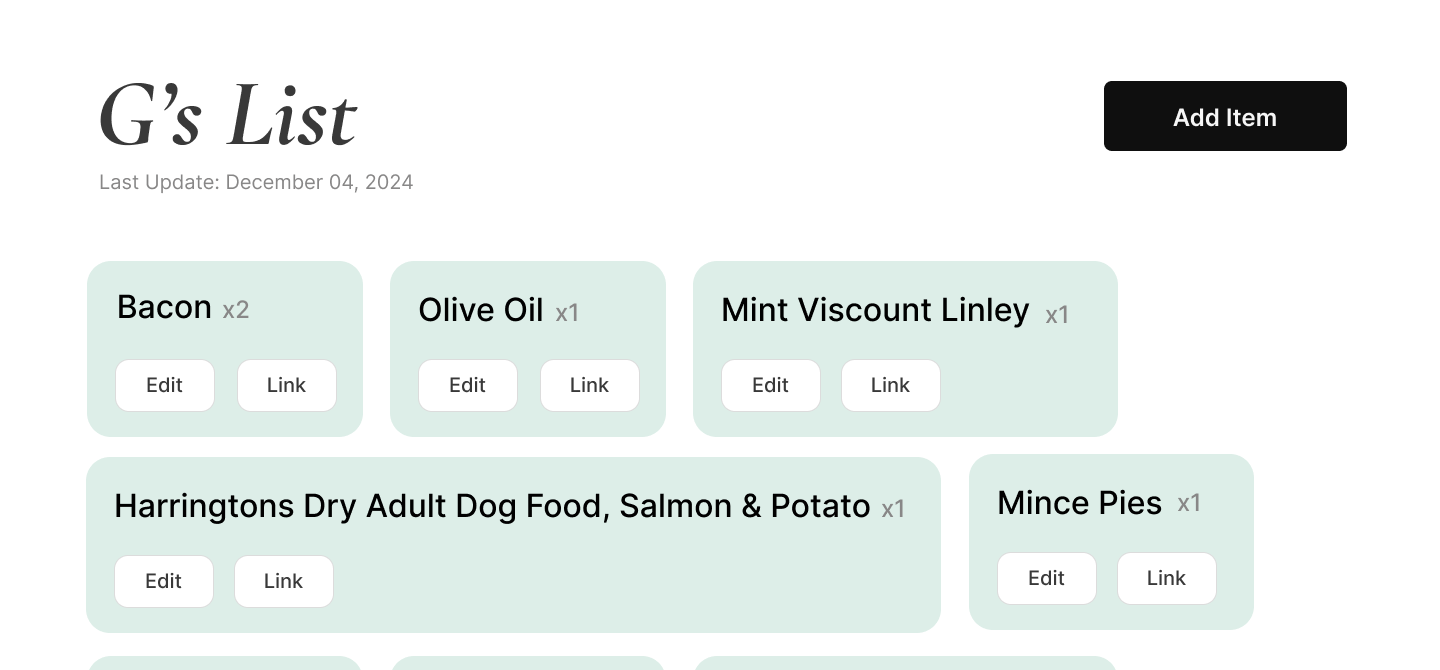 G’s List
Add Item
Last Update: December 04, 2024
Bacon x2
Edit Link
Olive Oil x1
Edit Link
Mint Viscount Linley x1
Edit Link
Harringtons Dry Adult Dog Food, Salmon & Potato x1
Edit Link
Mince Pies x1
Edit Link